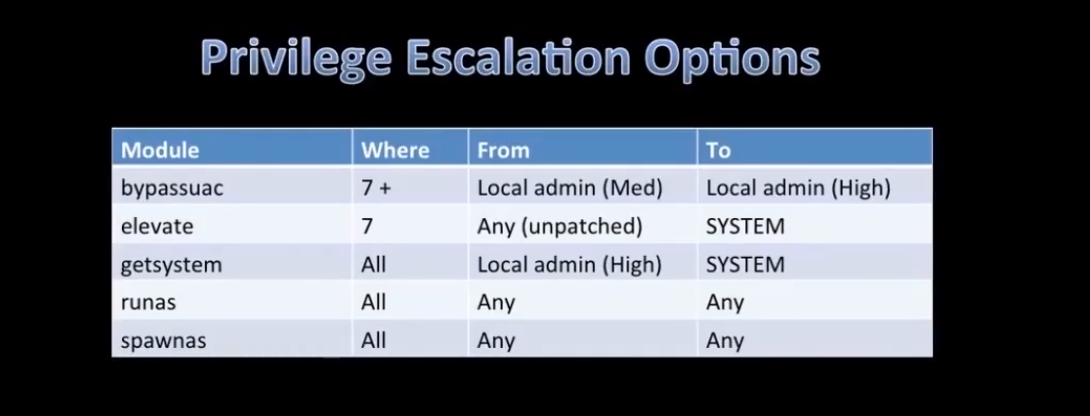 Privilege Escalation Options
Module Where From To
bypassuac 7 + Local admin (Med) Local admin (High)
elevate 7 Any (unpatched) SYSTEM
getsystem All Local admin (High) SYSTEM
runas All Any Any
spawnas All Any Any